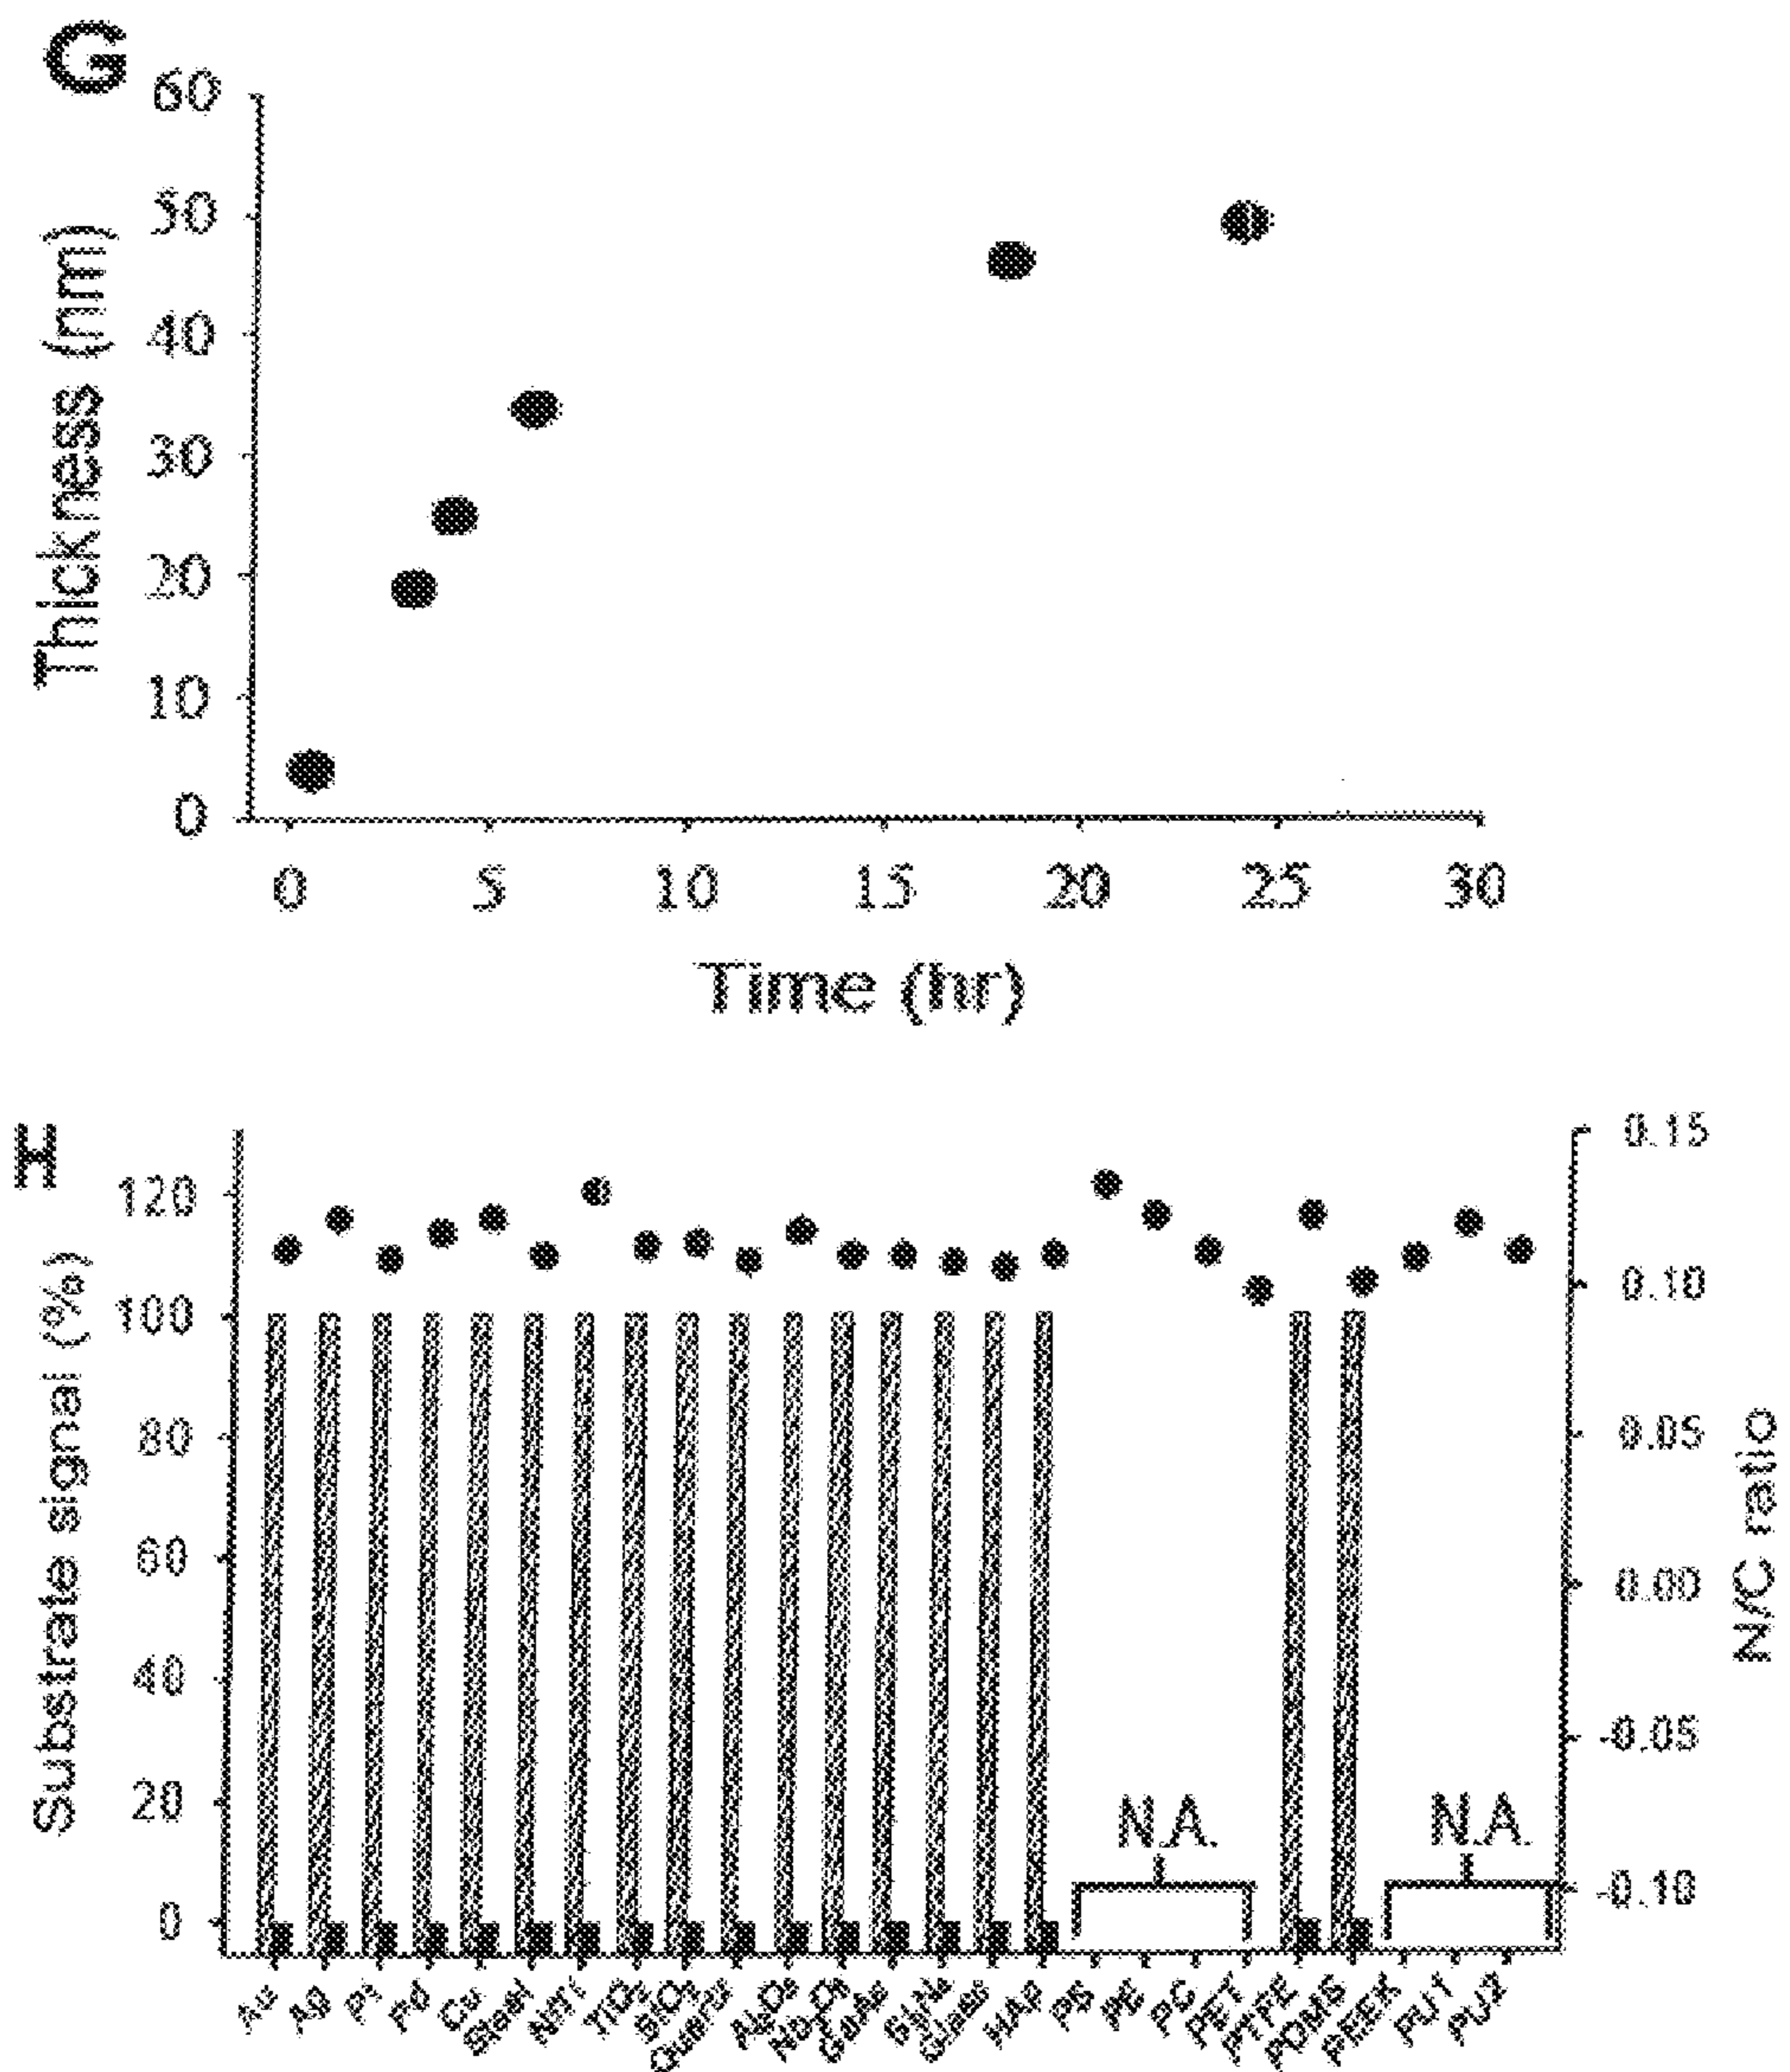 G
60
50
40
30
20
10
0
Thickness (nm)
0 5 10 15 20 25 30
Time (hr)
H
120
100
80
60
40
20
0
Substrate signal (%)
0.15
0.10
0.05
0.00
-0.05
-0.10
N/C ratio
N.A. N.A.
Au Ag Pt Pd Cu Steel NiTi TiO₂ SiO₂ Quartz Al₂O₃ Nb₂O₅ GaAs Si₃N₄ Glass HAp PS PE PC PET PTFE PDMS PEEK PU1 PU2